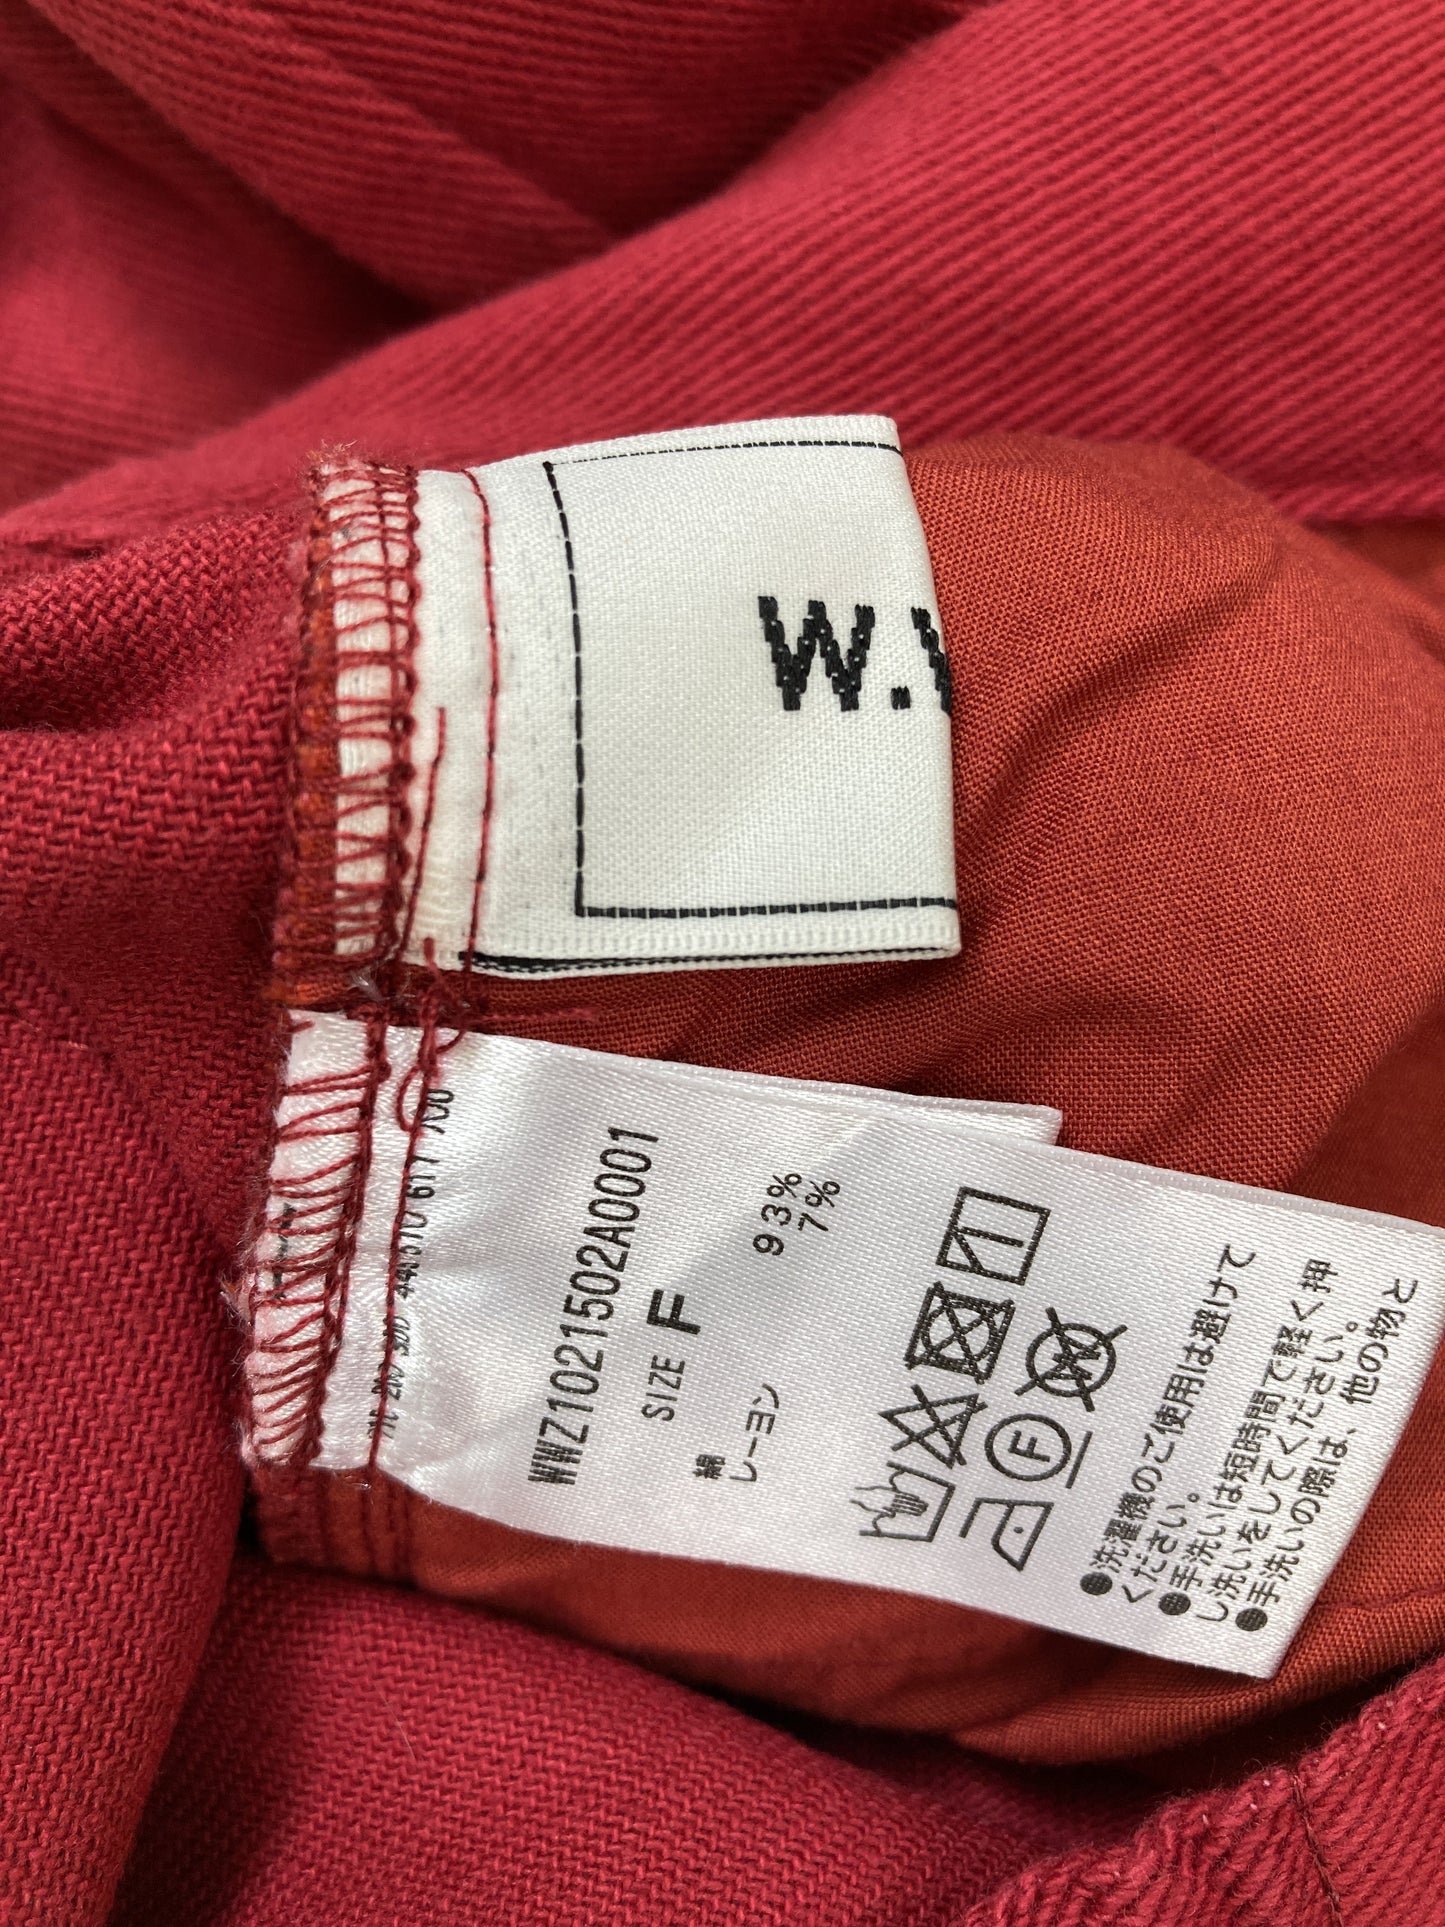 W.
WWZ1021502A0001
SIZE F
綿 93%
レーヨン 7%
F
W
●洗濯機のご使用は避けて
ください。
●手洗いは短時間で軽く押
し洗いをしてください。
●手洗いの際は、他の物と